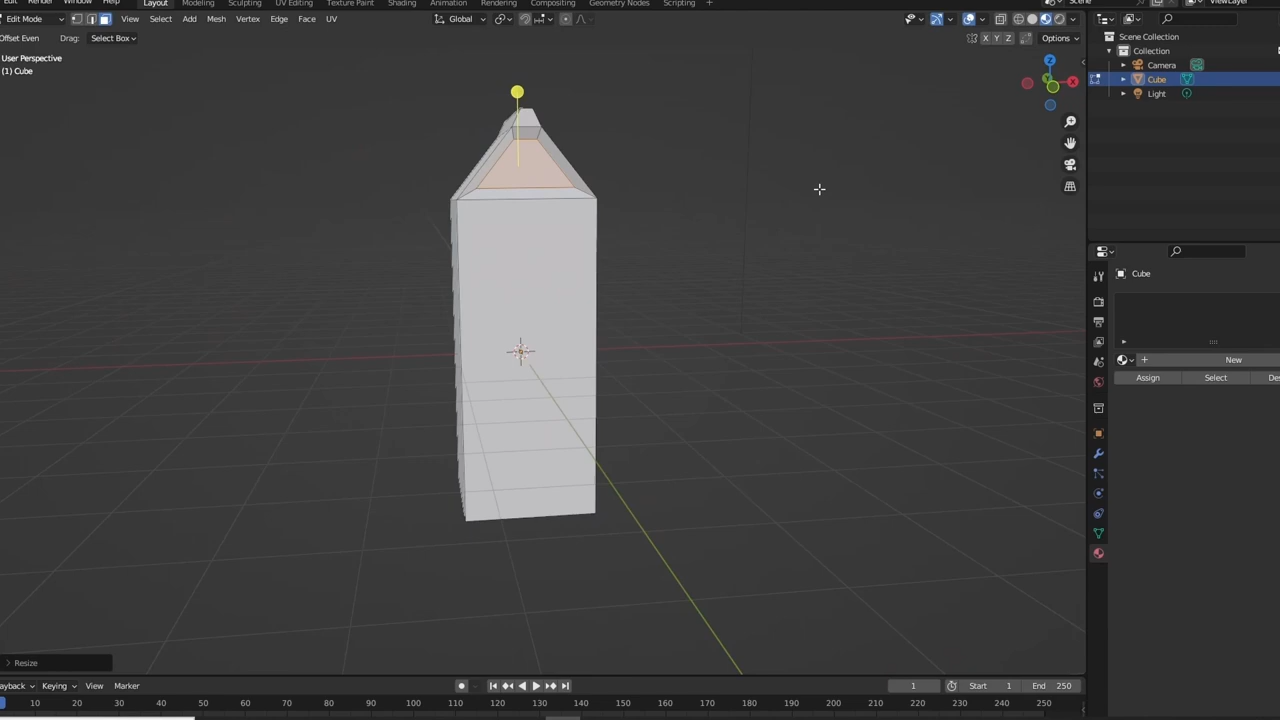 Edit Render Window Help Layout Modeling Sculpting UV Editing Texture Paint Shading Animation Rendering Compositing Geometry Nodes Scripting + Scene ViewLayer
Edit Mode View Select Add Mesh Vertex Edge Face UV Global
Offset Even Drag: Select Box X Y Z Options
User Perspective
(1) Cube
Z
X
Scene Collection
Collection
Camera
Cube
Light
Cube
New
Assign Select Des
Resize
Playback Keying View Marker 1 Start 1 End 250
10 20 30 40 50 60 70 80 90 100 110 120 130 140 150 160 170 180 190 200 210 220 230 240 250